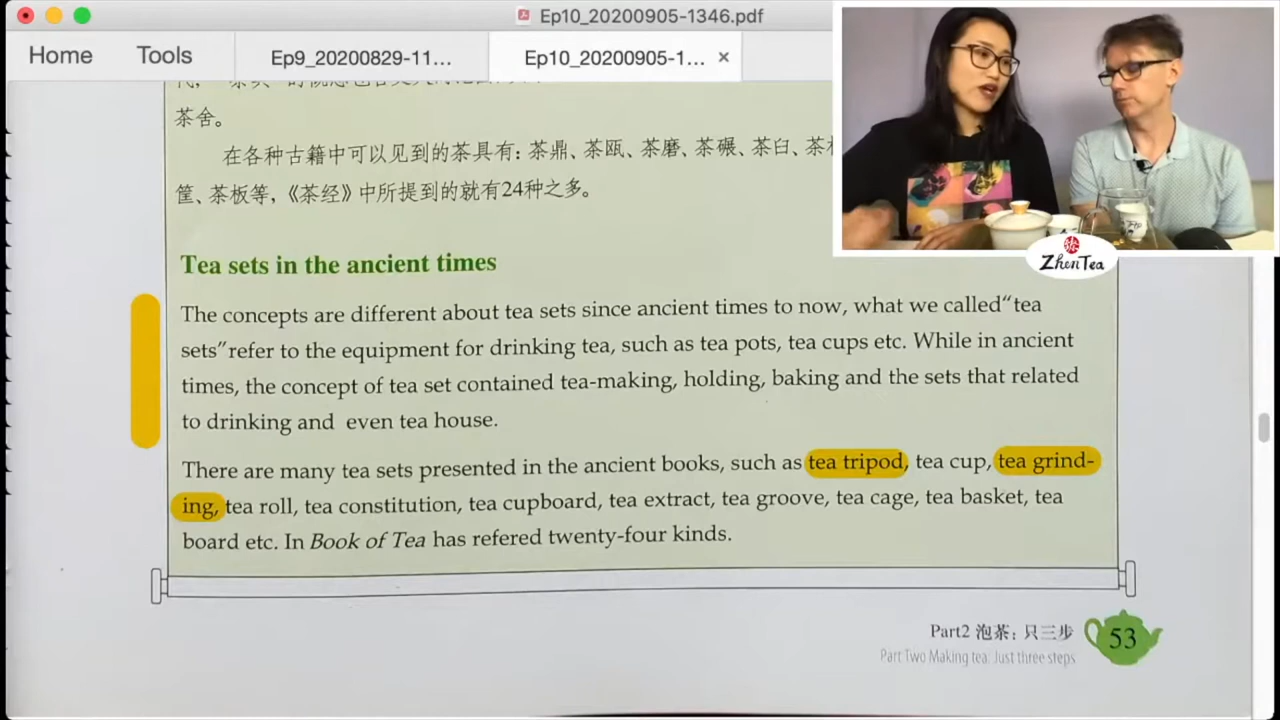 Ep10_20200905-1346.pdf
Home
Tools
Ep9_20200829-11...
Ep10_20200905-1... ×
茶舍。
在各种古籍中可以见到的茶具有：茶鼎、茶瓯、茶磨、茶碾、茶臼、茶
筐、茶板等，《茶经》中所提到的就有24种之多。
Tea sets in the ancient times
The concepts are different about tea sets since ancient times to now, what we called“tea
sets”refer to the equipment for drinking tea, such as tea pots, tea cups etc. While in ancient
times, the concept of tea set contained tea-making, holding, baking and the sets that related
to drinking and even tea house.
There are many tea sets presented in the ancient books, such as tea tripod, tea cup, tea grind-
ing, tea roll, tea constitution, tea cupboard, tea extract, tea groove, tea cage, tea basket, tea
board etc. In Book of Tea has refered twenty-four kinds.
Part2 泡茶：只三步
Part Two Making tea: Just three steps
53
ZhenTea